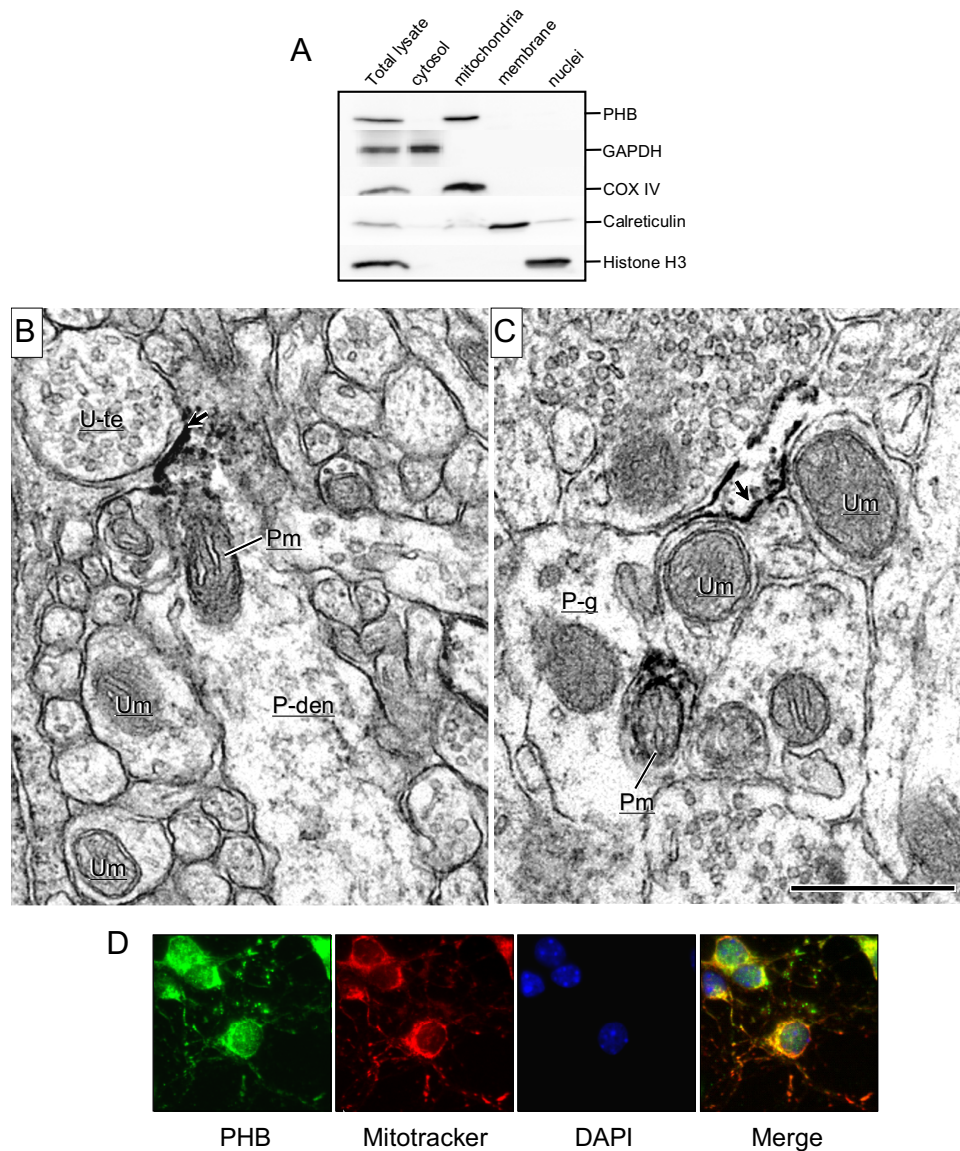 A
Total lysate
cytosol
mitochondria
membrane
nuclei
PHB
GAPDH
COX IV
Calreticulin
Histone H3
B
U-te
Pm
Um
P-den
Um
C
Um
Um
P-g
Pm
D
PHB
Mitotracker
DAPI
Merge